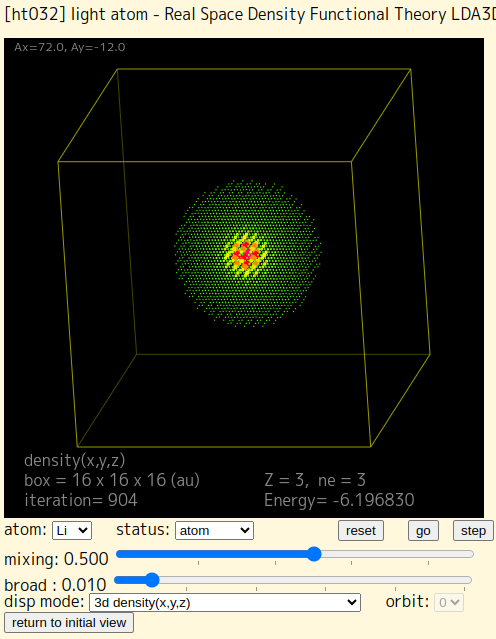 [ht032] light atom - Real Space Density Functional Theory LDA3D
Ax=72.0, Ay=-12.0
density(x,y,z)
box = 16 x 16 x 16 (au) Z = 3, ne = 3
iteration= 904 Energy= -6.196830
atom: Li status: atom reset go step
mixing: 0.500
broad : 0.010
disp mode: 3d density(x,y,z) orbit: 0
return to initial view